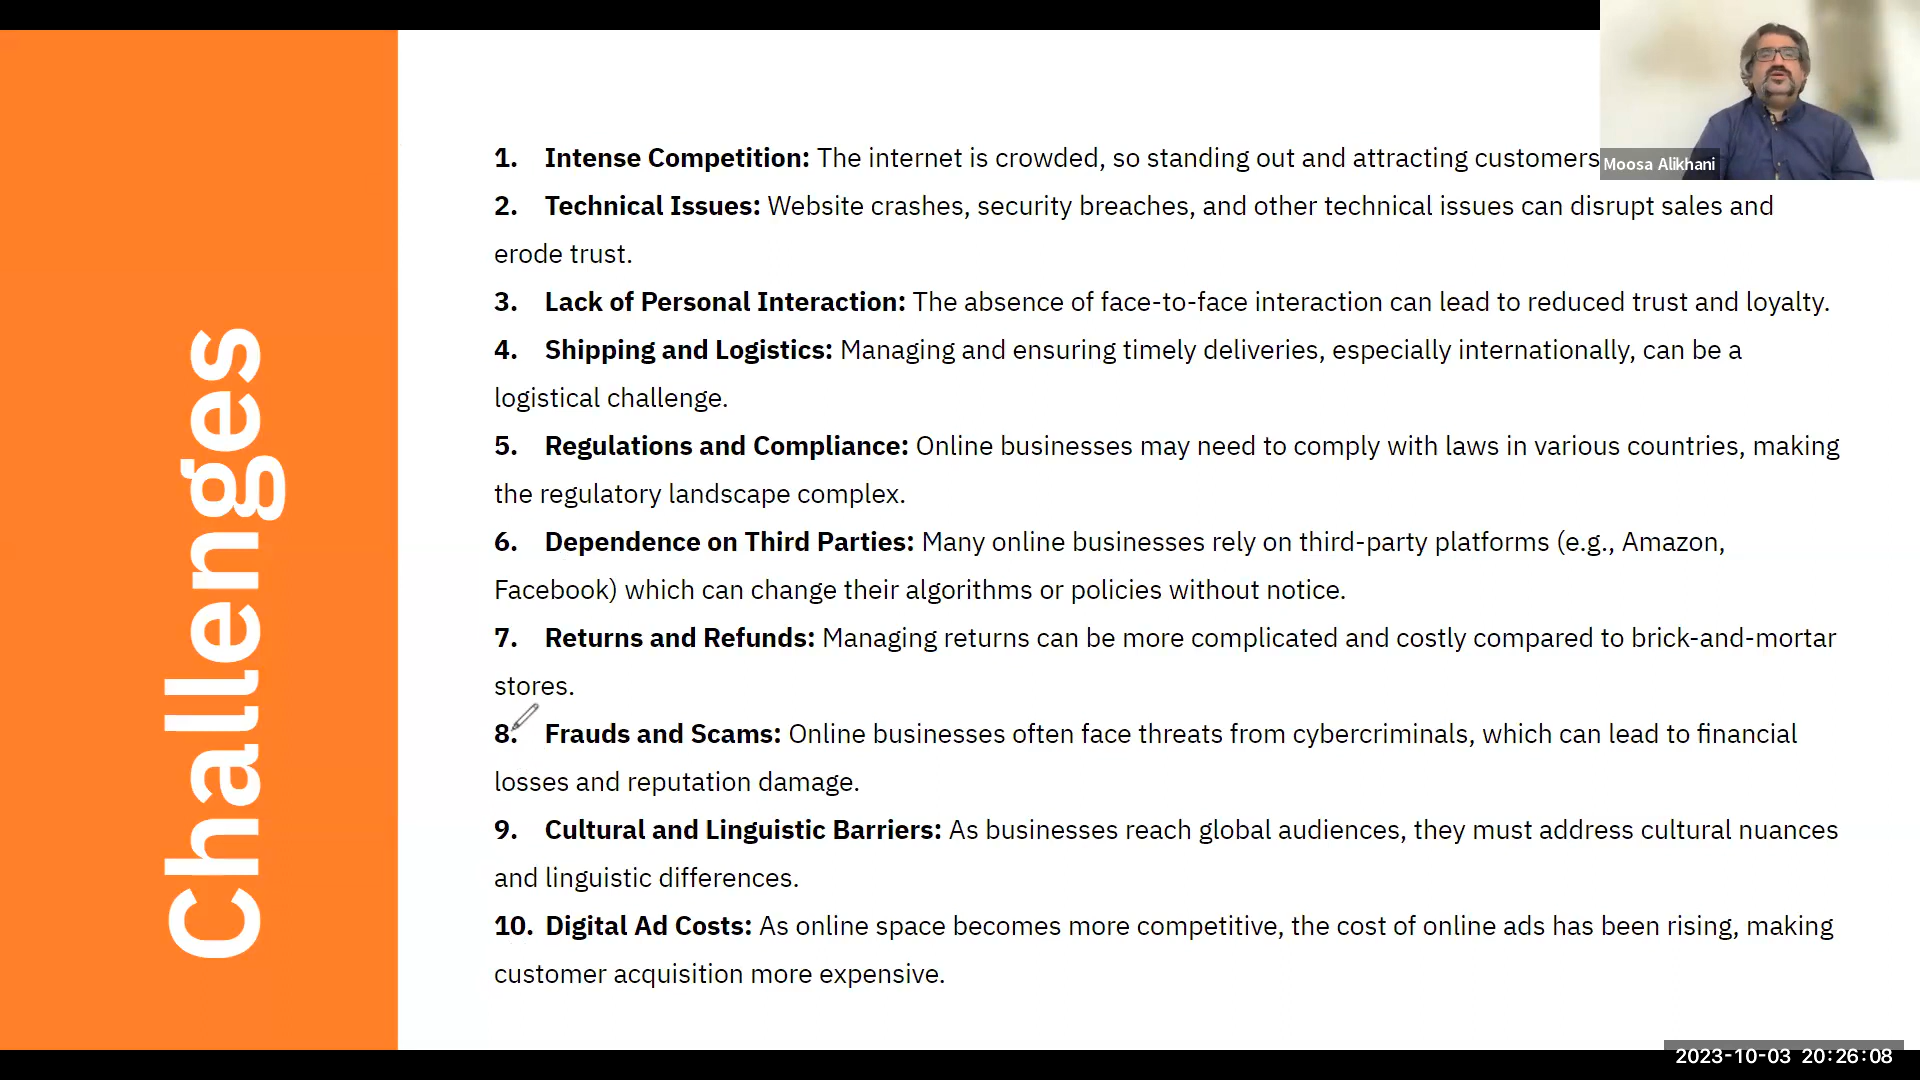 Challenges
1. Intense Competition: The internet is crowded, so standing out and attracting customers
2. Technical Issues: Website crashes, security breaches, and other technical issues can disrupt sales and
erode trust.
3. Lack of Personal Interaction: The absence of face-to-face interaction can lead to reduced trust and loyalty.
4. Shipping and Logistics: Managing and ensuring timely deliveries, especially internationally, can be a
logistical challenge.
5. Regulations and Compliance: Online businesses may need to comply with laws in various countries, making
the regulatory landscape complex.
6. Dependence on Third Parties: Many online businesses rely on third-party platforms (e.g., Amazon,
Facebook) which can change their algorithms or policies without notice.
7. Returns and Refunds: Managing returns can be more complicated and costly compared to brick-and-mortar
stores.
8. Frauds and Scams: Online businesses often face threats from cybercriminals, which can lead to financial
losses and reputation damage.
9. Cultural and Linguistic Barriers: As businesses reach global audiences, they must address cultural nuances
and linguistic differences.
10. Digital Ad Costs: As online space becomes more competitive, the cost of online ads has been rising, making
customer acquisition more expensive.
Moosa Alikhani
2023-10-03 20:26:08